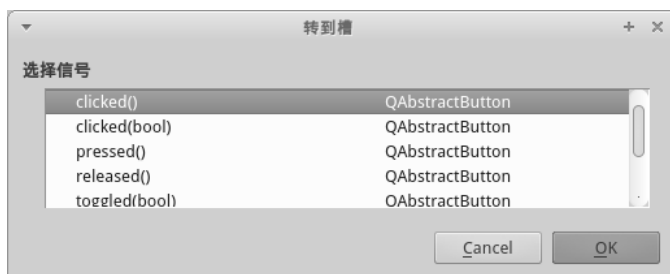 转到槽
选择信号
clicked() QAbstractButton
clicked(bool) QAbstractButton
pressed() QAbstractButton
released() QAbstractButton
toggled(bool) QAbstractButton
Cancel OK